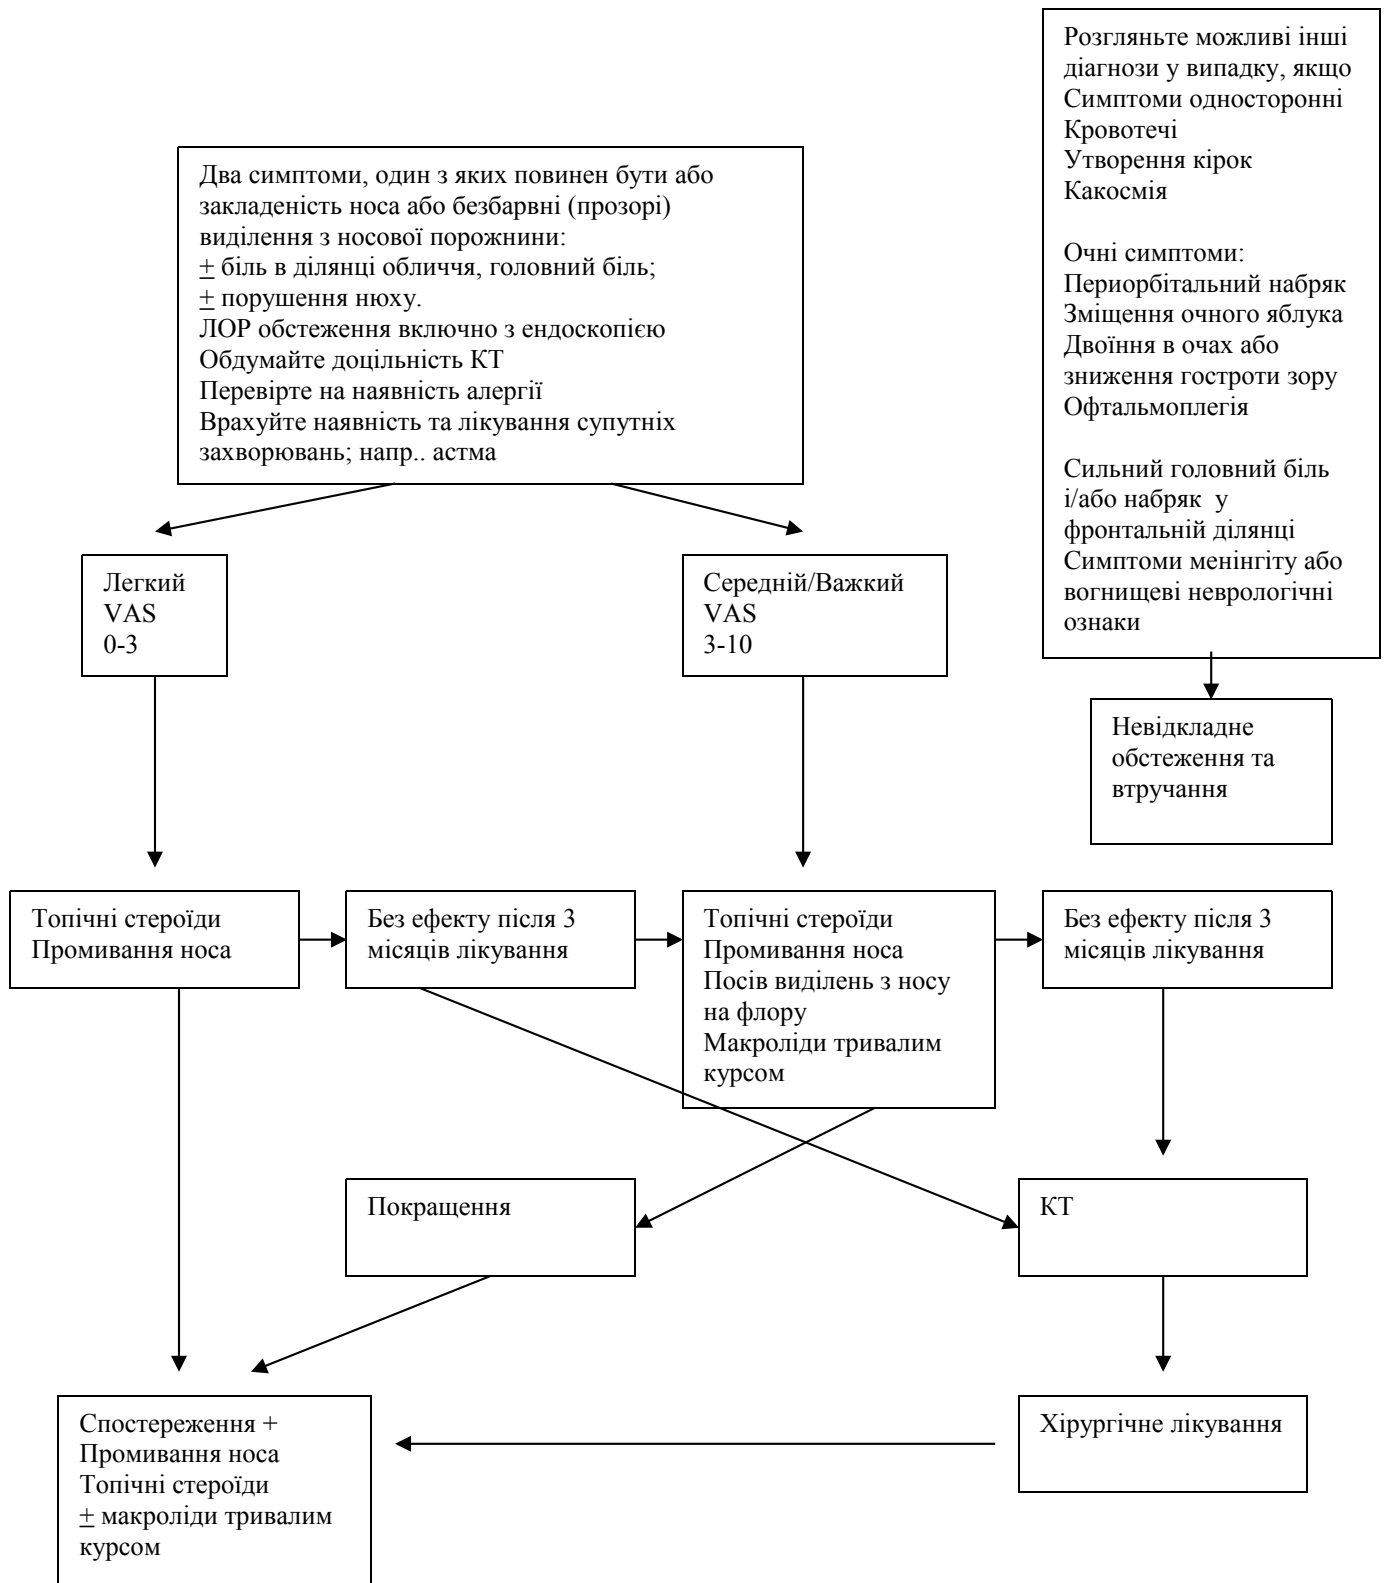 Розгляньте можливі інші
діагнози у випадку, якщо
Симптоми односторонні
Кровотечі
Утворення кірок
Какосмія
Очні симптоми:
Периорбітальний набряк
Зміщення очного яблука
Двоїння в очах або
зниження гостроти зору
Офтальмоплегія
Сильний головний біль
і/або набряк у
фронтальній ділянці
Симптоми менінгіту або
вогнищеві неврологічні
ознаки
Два симптоми, один з яких повинен бути або
закладеність носа або безбарвні (прозорі)
виділення з носової порожнини:
± біль в ділянці обличчя, головний біль;
± порушення нюху.
ЛОР обстеження включно з ендоскопією
Обдумайте доцільність КТ
Перевірте на наявність алергії
Врахуйте наявність та лікування супутніх
захворювань; напр.. астма
Легкий
VAS
0-3
Середній/Важкий
VAS
3-10
Невідкладне
обстеження та
втручання
Топічні стероїди
Промивання носа
Без ефекту після 3
місяців лікування
Топічні стероїди
Промивання носа
Посів виділень з носу
на флору
Макроліди тривалим
курсом
Без ефекту після 3
місяців лікування
Покращення
КТ
Спостереження +
Промивання носа
Топічні стероїди
± макроліди тривалим
курсом
Хірургічне лікування